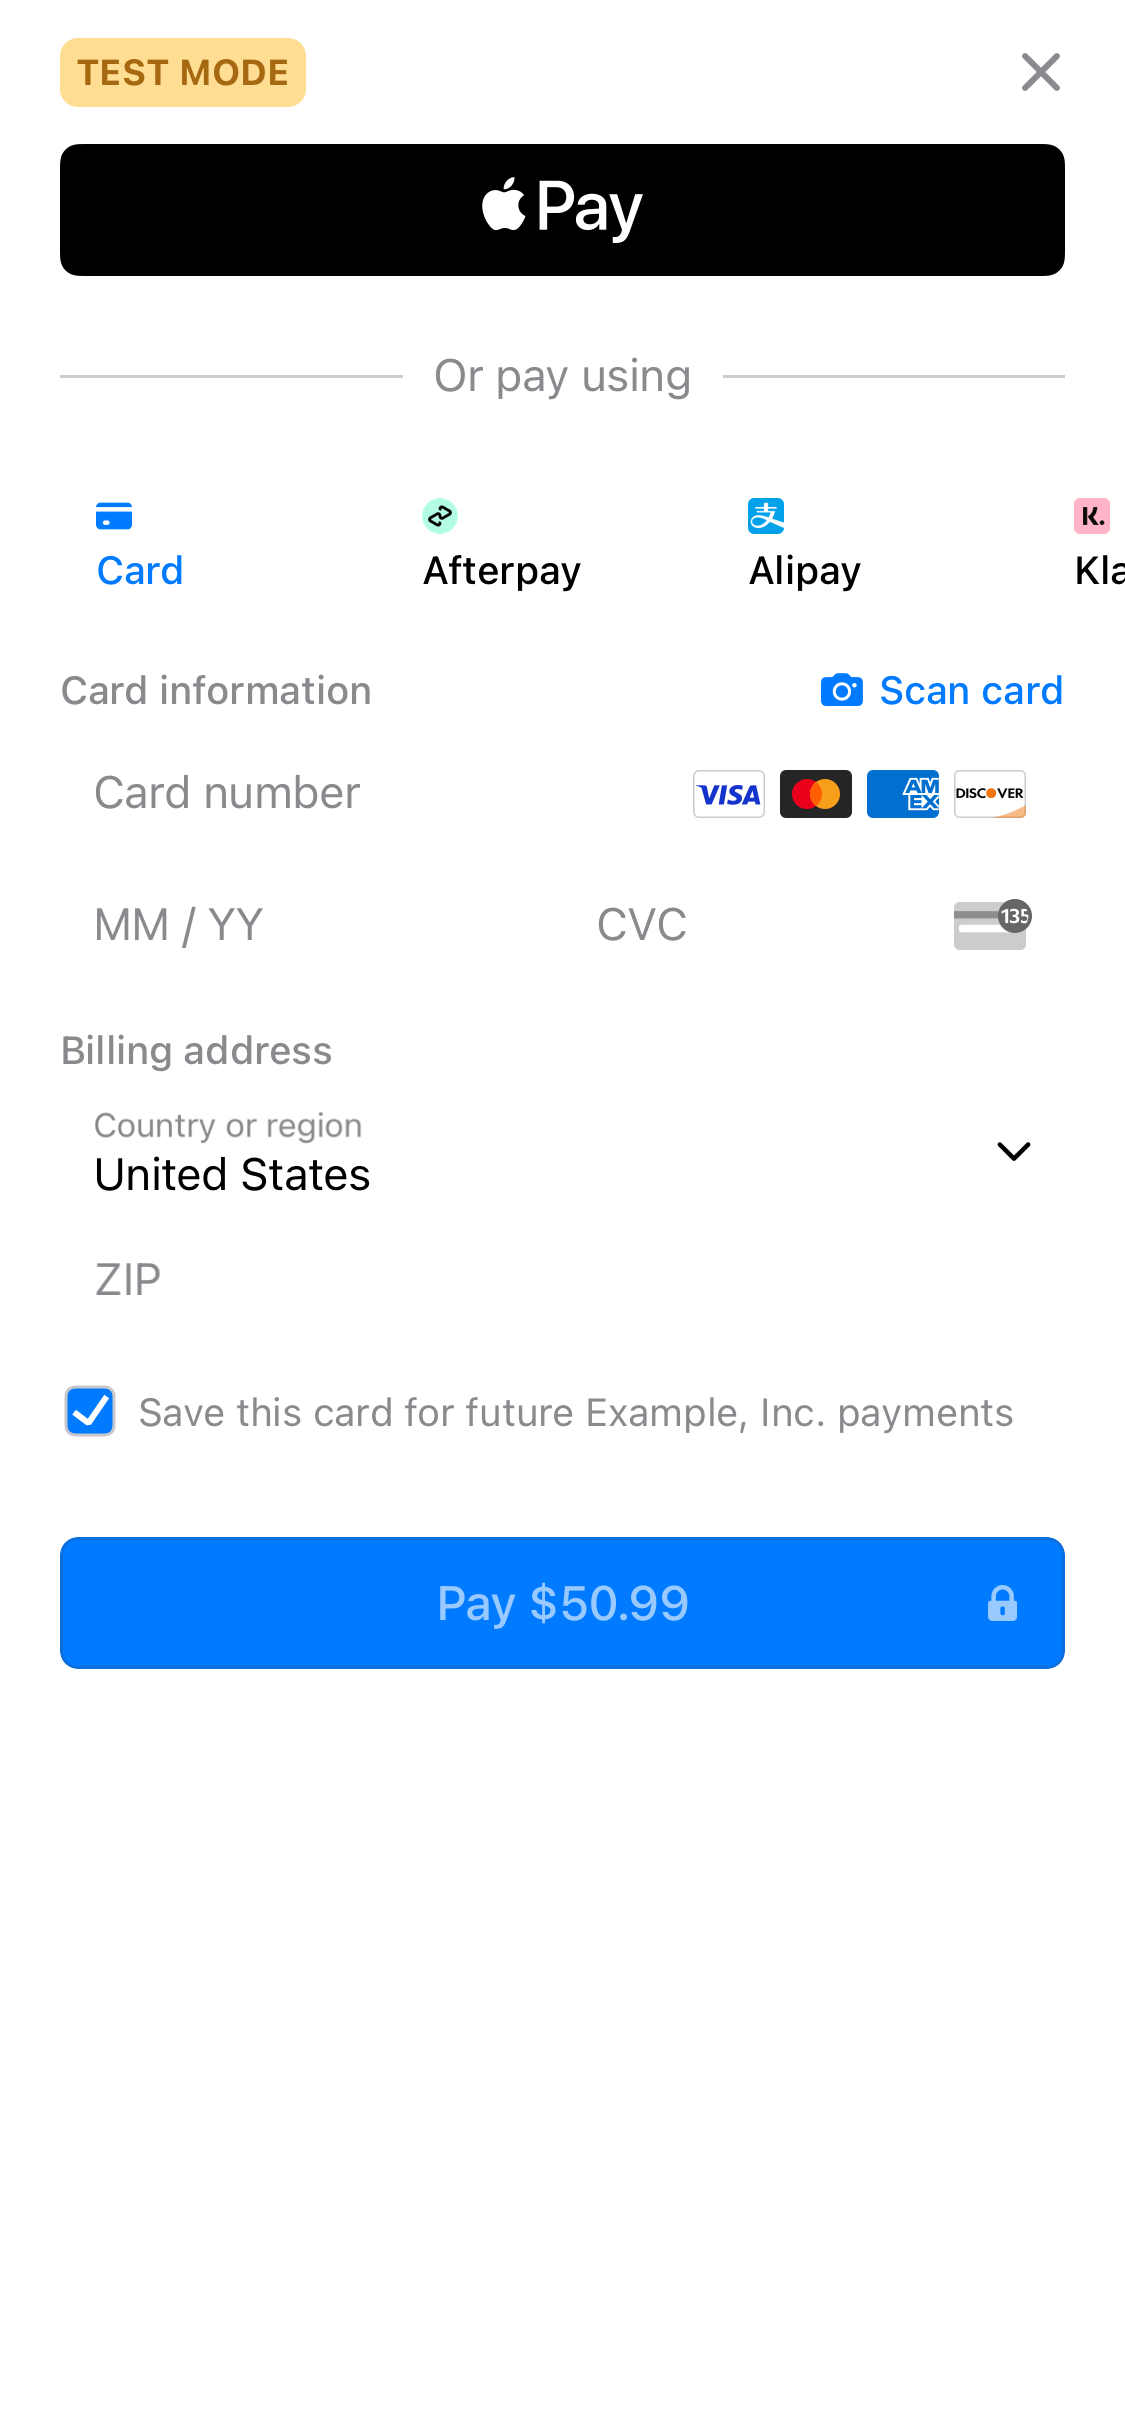 TEST MODE
Pay
Or pay using
支 K.
Card Afterpay Alipay Kla
Card information Scan card
Card number VISA AM EX DISCOVER
MM / YY CVC 135
Billing address
Country or region
United States
ZIP
Save this card for future Example, Inc. payments
Pay $50.99